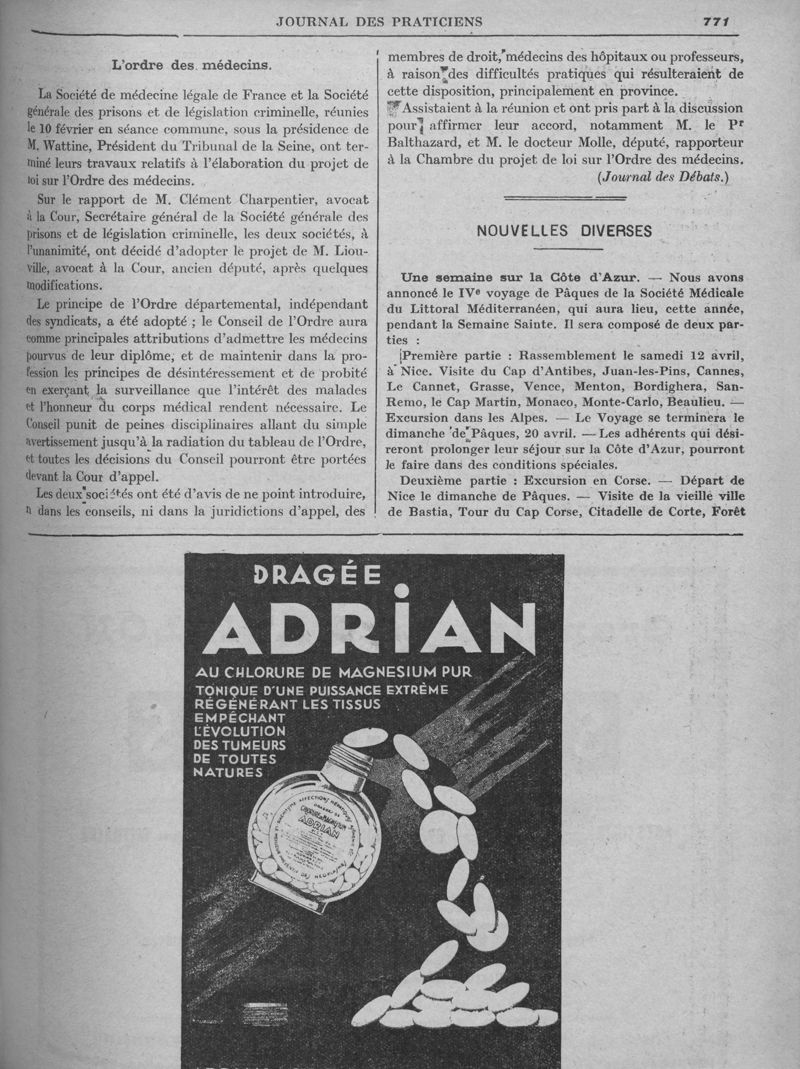 JOURNAL DES PRATICIENS
771
L'ordre des médecins.
La Société de médecine légale de France et la Société
générale des prisons et de législation criminelle, réunies
le 10 février en séance commune, sous la présidence de
M. Wattine, Président du Tribunal de la Seine, ont ter-
miné leurs travaux relatifs à l'élaboration du projet de
loi sur l'Ordre des médecins.
Sur le rapport de M. Clément Charpentier, avocat
à la Cour, Secrétaire général de la Société générale des
prisons et de législation criminelle, les deux sociétés, à
l'unanimité, ont décidé d'adopter le projet de M. Liou-
ville, avocat à la Cour, ancien député, après quelques
modifications.
Le principe de l'Ordre départemental, indépendant
des syndicats, a été adopté ; le Conseil de l'Ordre aura
comme principales attributions d'admettre les médecins
pourvus de leur diplôme, et de maintenir dans la pro-
fession les principes de désintéressement et de probité
en exerçant la surveillance que l'intérêt des malades
et l'honneur du corps médical rendent nécessaire. Le
Conseil punit de peines disciplinaires allant du simple
avertissement jusqu'à la radiation du tableau de l'Ordre,
et toutes les décisions du Conseil pourront être portées
devant la Cour d'appel.
Les deux sociétés ont été d'avis de ne point introduire,
ni dans les conseils, ni dans la juridictions d'appel, des
membres de droit, médecins des hôpitaux ou professeurs,
à raison des difficultés pratiques qui résulteraient de
cette disposition, principalement en province.
Assistaient à la réunion et ont pris part à la discussion
pour affirmer leur accord, notamment M. le Pr
Balthazard, et M. le docteur Molle, député, rapporteur
à la Chambre du projet de loi sur l'Ordre des médecins.
(Journal des Débats.)
NOUVELLES DIVERSES
Une semaine sur la Côte d'Azur. — Nous avons
annoncé le IVe voyage de Pâques de la Société Médicale
du Littoral Méditerranéen, qui aura lieu, cette année,
pendant la Semaine Sainte. Il sera composé de deux par-
ties :
Première partie : Rassemblement le samedi 12 avril,
à Nice. Visite du Cap d'Antibes, Juan-les-Pins, Cannes,
Le Cannet, Grasse, Vence, Menton, Bordighera, San-
Remo, le Cap Martin, Monaco, Monte-Carlo, Beaulieu. —
Excursion dans les Alpes. — Le Voyage se terminera le
dimanche de Pâques, 20 avril. — Les adhérents qui dési-
reront prolonger leur séjour sur la Côte d'Azur, pourront
le faire dans des conditions spéciales.
Deuxième partie : Excursion en Corse. — Départ de
Nice le dimanche de Pâques. — Visite de la vieille ville
de Bastia, Tour du Cap Corse, Citadelle de Corte, Forêt
DRAGÉE
ADRIAN
AU CHLORURE DE MAGNESIUM PUR
TONIQUE D'UNE PUISSANCE EXTRÈME
RÉGÉNÉRANT LES TISSUS
EMPÊCHANT
L'ÉVOLUTION
DES TUMEURS
DE TOUTES
NATURES
ADRIAN